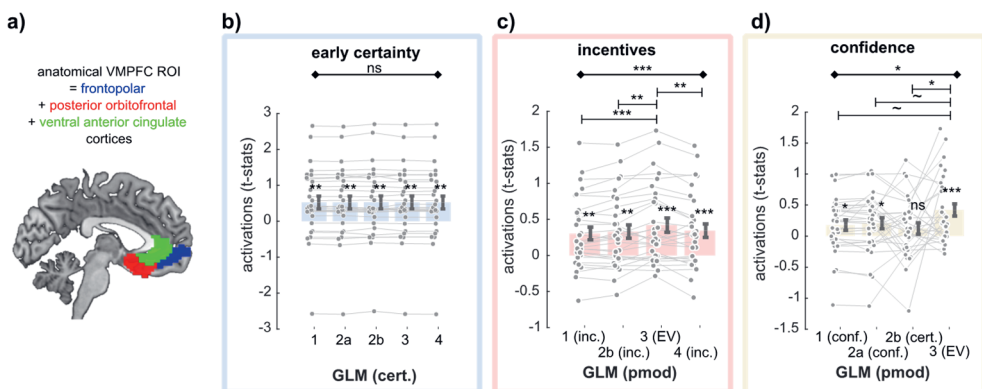 a)
anatomical VMPFC ROI
= frontopolar
+ posterior orbitofrontal
+ ventral anterior cingulate
cortices
b)
early certainty
ns
activations (t-stats)
3
2
1
0
-1
-2
-3
** ** ** ** **
1 2a 2b 3 4
GLM (cert.)
c)
incentives
***
**
**
***
activations (t-stats)
2
1.5
1
0.5
0
-0.5
-1
** ** *** ***
1 (inc.) 3 (EV)
2b (inc.) 4 (inc.)
GLM (pmod)
d)
confidence
*
*
~
~
activations (t-stats)
2
1.5
1
0.5
0
-0.5
-1
-1.5
* * ns ***
1 (conf.) 2b (cert.)
2a (conf.) 3 (EV)
GLM (pmod)